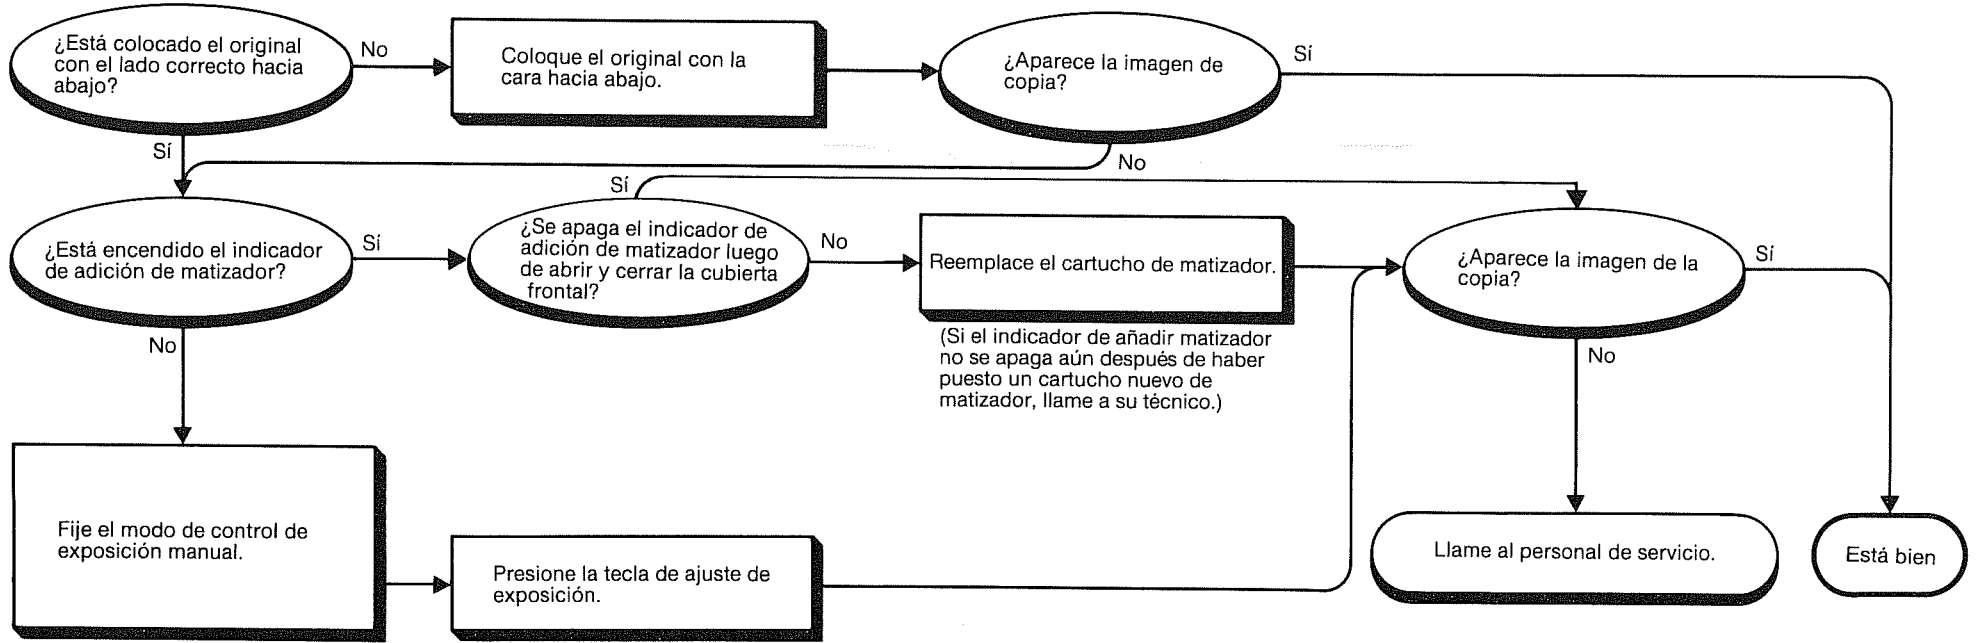 ¿Está colocado el original
con el lado correcto hacia
abajo?
No
Coloque el original con la
cara hacia abajo.
¿Aparece la imagen de
copia?
Sí
Sí
No
¿Está encendido el indicador
de adición de matizador?
Sí
Sí
¿Se apaga el indicador de
adición de matizador luego
de abrir y cerrar la cubierta
frontal?
No
Reemplace el cartucho de matizador.
(Si el indicador de añadir matizador
no se apaga aún después de haber
puesto un cartucho nuevo de
matizador, llame a su técnico.)
¿Aparece la imagen de la
copia?
Sí
No
No
Fije el modo de control de
exposición manual.
Presione la tecla de ajuste de
exposición.
Llame al personal de servicio.
Está bien